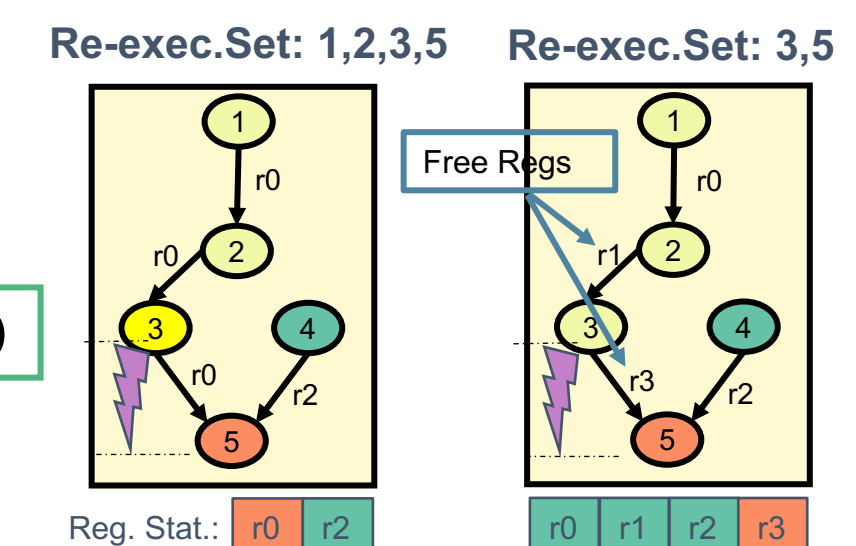 Re-exec.Set: 1,2,3,5
1
r0
r0
2
3
4
r0
r2
5
Reg. Stat.: r0 r2
Re-exec.Set: 3,5
Free Regs
1
r0
r1
2
3
4
r3
r2
5
r0 r1 r2 r3